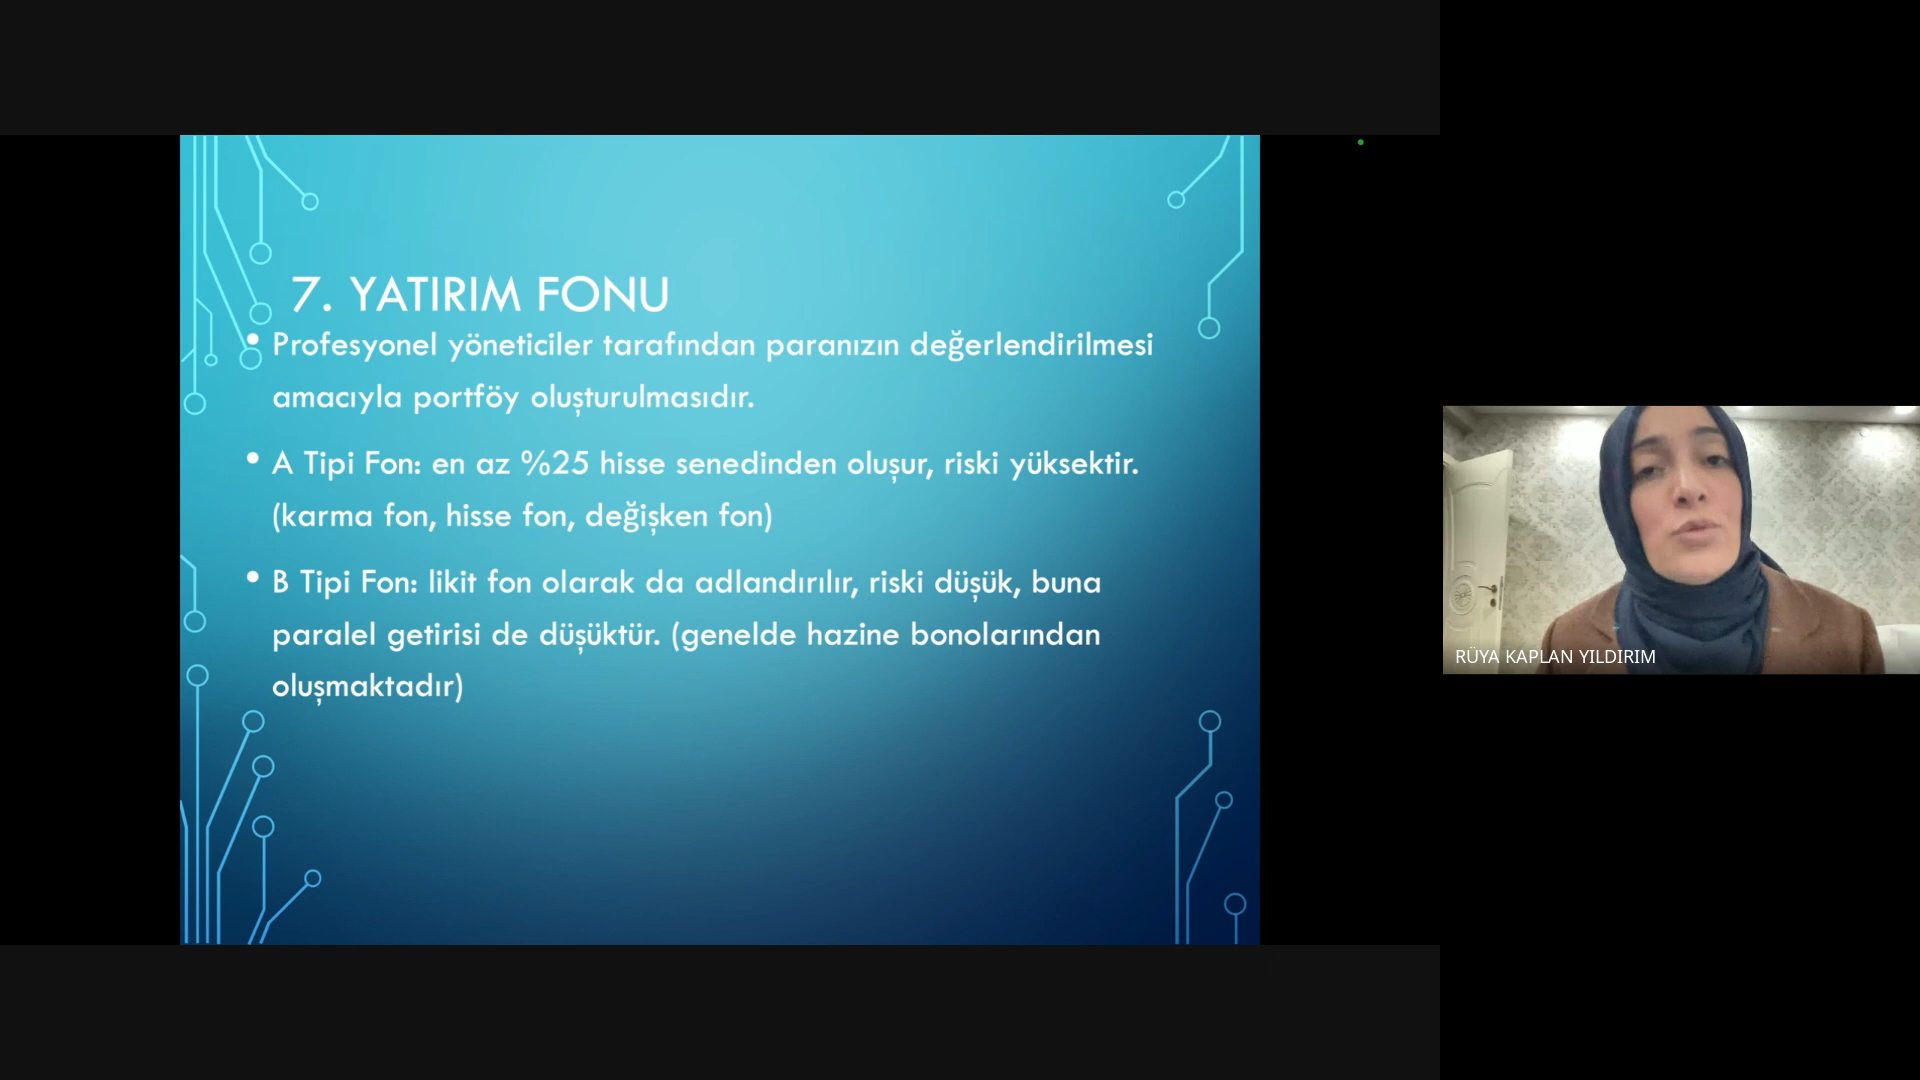 7. YATIRIM FONU
• Profesyonel yöneticiler tarafından paranızın değerlendirilmesi
amacıyla portföy oluşturulmasıdır.
• A Tipi Fon: en az %25 hisse senedinden oluşur, riski yüksektir.
(karma fon, hisse fon, değişken fon)
• B Tipi Fon: likit fon olarak da adlandırılır, riski düşük, buna
paralel getirisi de düşüktür. (genelde hazine bonolarından
oluşmaktadır)
RÜYA KAPLAN YILDIRIM